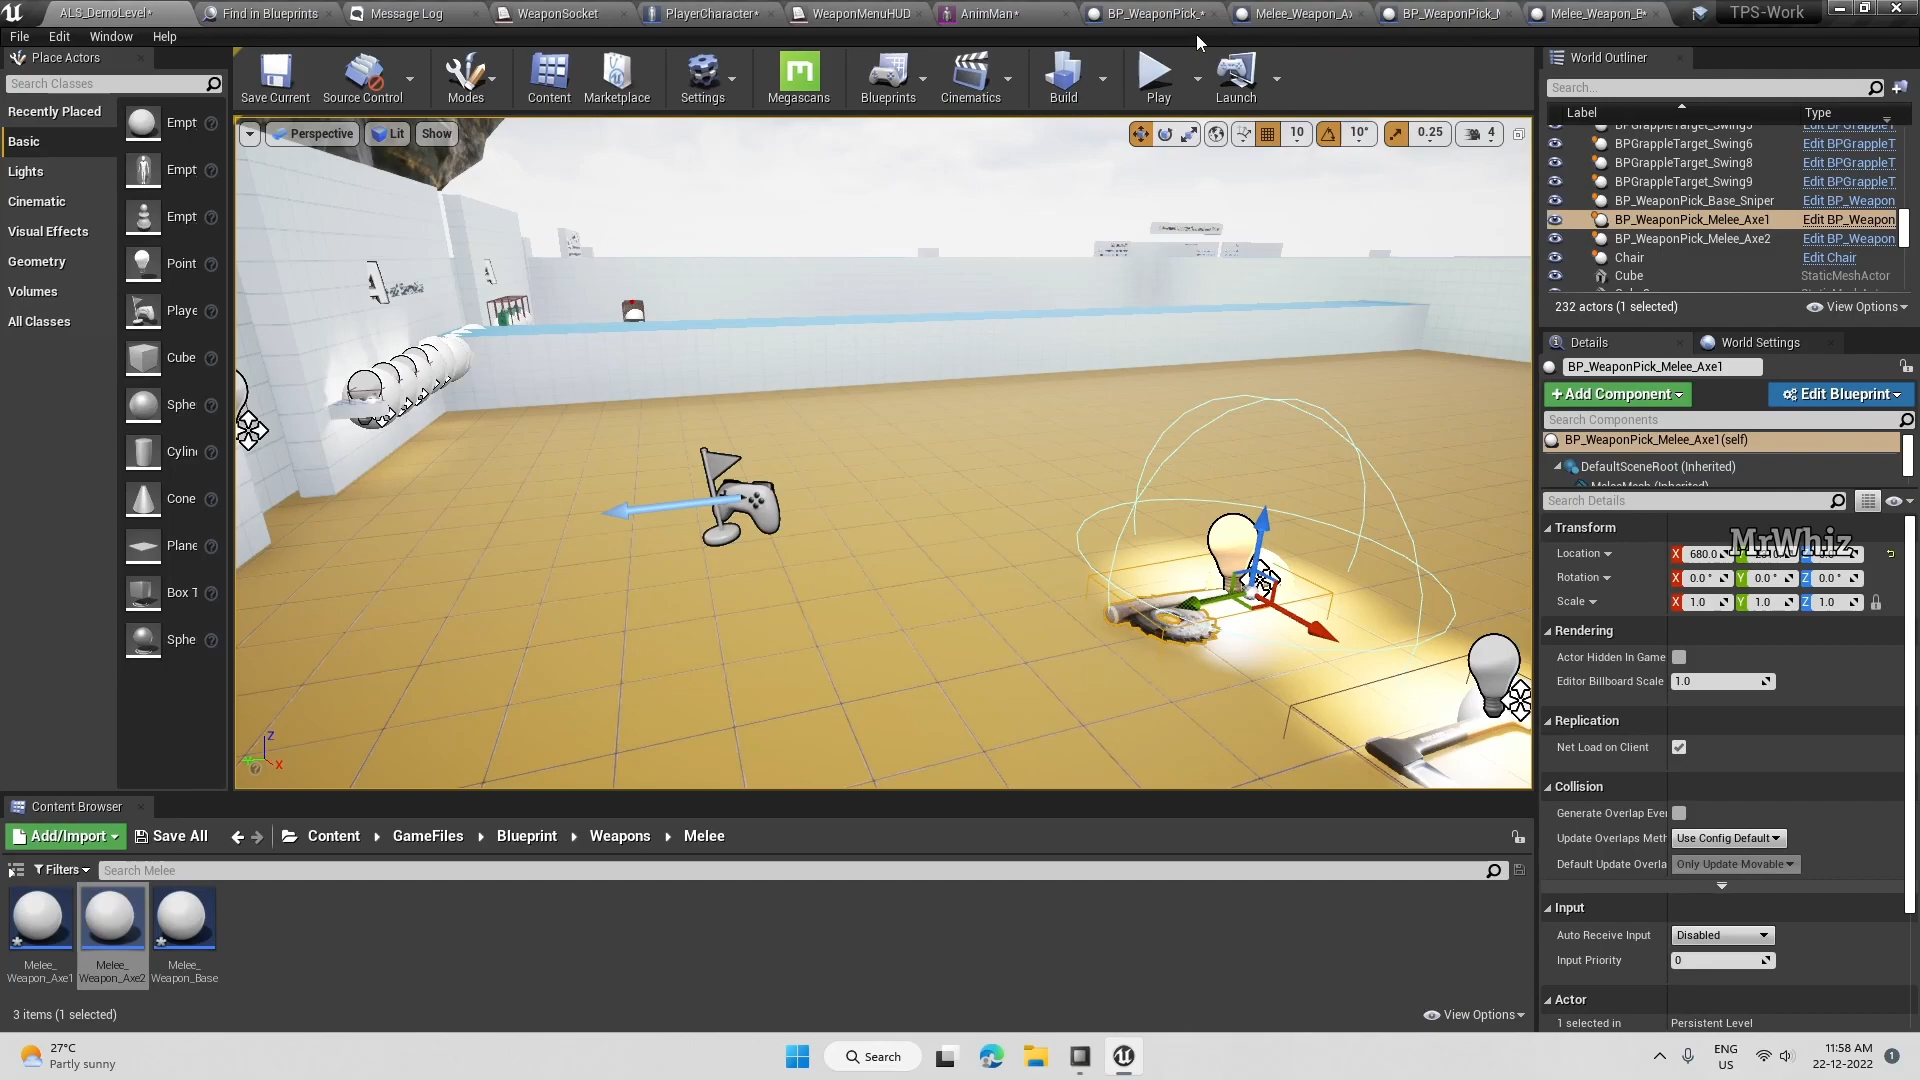 ALS_DemoLevel*
Find in Blueprints
Message Log
WeaponSocket
PlayerCharacter*
WeaponMenuHUD
AnimMan*
BP_WeaponPick_*
Melee_Weapon_Ax
BP_WeaponPick_M
Melee_Weapon_B*
TPS-Work
File Edit Window Help
Place Actors
Search Classes
Recently Placed
Basic
Lights
Cinematic
Visual Effects
Geometry
Volumes
All Classes
Empt
Empt
Empt
Point
Playe
Cube
Sphe
Cylin
Cone
Plane
Box T
Sphe
Save Current
Source Control
Modes
Content
Marketplace
Settings
Megascans
Blueprints
Cinematics
Build
Play
Launch
Perspective Lit Show
10 10° 0.25 4
Z
X
World Outliner
Search...
Label Type
BPGrappleTarget_Swing5 Edit BPGrappleT
BPGrappleTarget_Swing6 Edit BPGrappleT
BPGrappleTarget_Swing8 Edit BPGrappleT
BPGrappleTarget_Swing9 Edit BPGrappleT
BP_WeaponPick_Base_Sniper Edit BP_Weapon
BP_WeaponPick_Melee_Axe1 Edit BP_Weapon
BP_WeaponPick_Melee_Axe2 Edit BP_Weapon
Chair Edit Chair
Cube StaticMeshActor
232 actors (1 selected) View Options
Details World Settings
BP_WeaponPick_Melee_Axe1
+ Add Component Edit Blueprint
Search Components
BP_WeaponPick_Melee_Axe1(self)
DefaultSceneRoot (Inherited)
MeleeMesh (Inherited)
Search Details
Transform
MrWhiz
Location X 680.0
Rotation X 0.0° Y 0.0° Z 0.0°
Scale X 1.0 Y 1.0 Z 1.0
Rendering
Actor Hidden In Game
Editor Billboard Scale 1.0
Replication
Net Load on Client
Collision
Generate Overlap Ever
Update Overlaps Meth Use Config Default
Default Update Overla Only Update Movable
Input
Auto Receive Input Disabled
Input Priority 0
Actor
1 selected in Persistent Level
Content Browser
Add/Import Save All Content GameFiles Blueprint Weapons Melee
Filters Search Melee
Melee_
Weapon_Axe1
Melee_
Weapon_Axe2
Melee_
Weapon_Base
3 items (1 selected) View Options
27°C
Partly sunny
Search
ENG
US
11:58 AM
22-12-2022
1